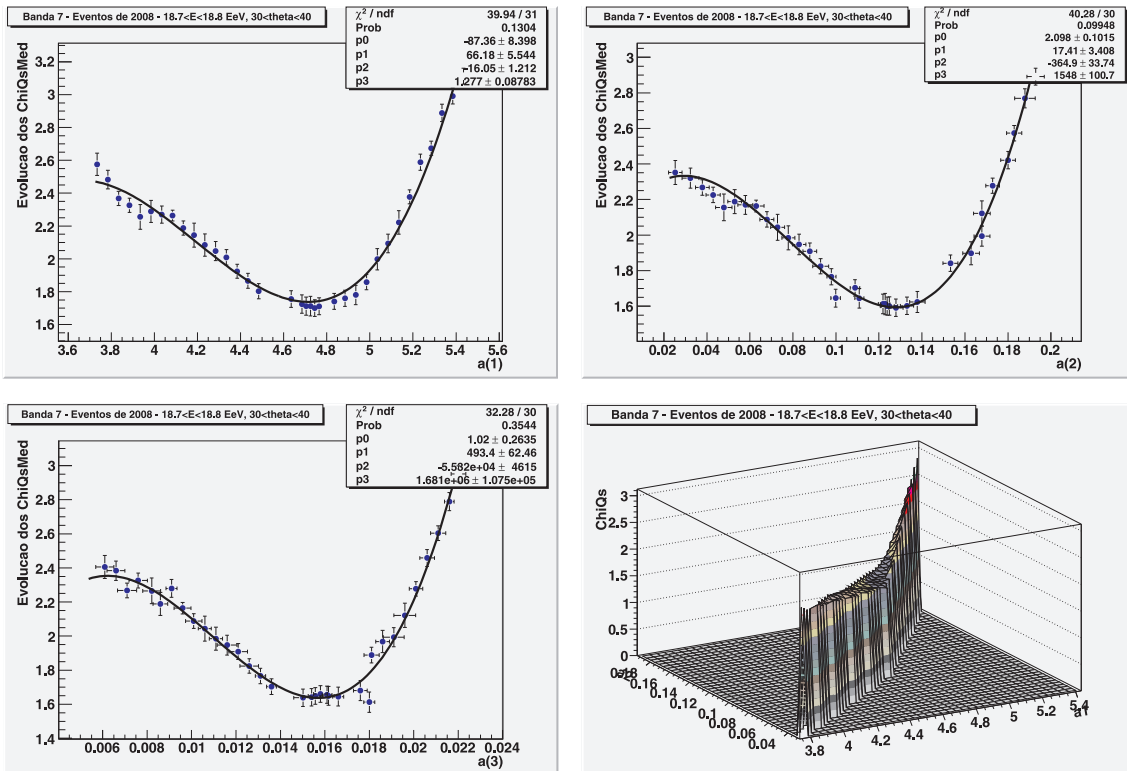 Banda 7 - Eventos de 2008 - 18.7<E<18.8 EeV, 30<theta<40
χ² / ndf 39.94 / 31
Prob 0.1304
p0 -87.36 ± 8.398
p1 66.18 ± 5.544
p2 -16.05 ± 1.212
p3 1.277 ± 0.08783
Evolucao dos ChiQsMed
3.2
3
2.8
2.6
2.4
2.2
2
1.8
1.6
3.6 3.8 4 4.2 4.4 4.6 4.8 5 5.2 5.4 5.6
a(1)
Banda 7 - Eventos de 2008 - 18.7<E<18.8 EeV, 30<theta<40
χ² / ndf 40.28 / 30
Prob 0.09948
p0 2.098 ± 0.1015
p1 17.41 ± 3.408
p2 -364.9 ± 33.74
p3 1548 ± 100.7
Evolucao dos ChiQsMed
3
2.8
2.6
2.4
2.2
2
1.8
1.6
0.02 0.04 0.06 0.08 0.1 0.12 0.14 0.16 0.18 0.2
a(2)
Banda 7 - Eventos de 2008 - 18.7<E<18.8 EeV, 30<theta<40
χ² / ndf 32.28 / 30
Prob 0.3544
p0 1.02 ± 0.2635
p1 493.4 ± 62.46
p2 -5.582e+04 ± 4615
p3 1.681e+06 ± 1.075e+05
Evolucao dos ChiQsMed
3
2.8
2.6
2.4
2.2
2
1.8
1.6
1.4
0.006 0.008 0.01 0.012 0.014 0.016 0.018 0.02 0.022 0.024
a(3)
Banda 7 - Eventos de 2008 - 18.7<E<18.8 EeV, 30<theta<40
ChiQs
3
2.5
2
1.5
1
0.5
0
0.18
0.16
0.14
0.12
0.1
0.08
0.06
0.04
3.8 4 4.2 4.4 4.6 4.8 5 5.2 5.4
a1